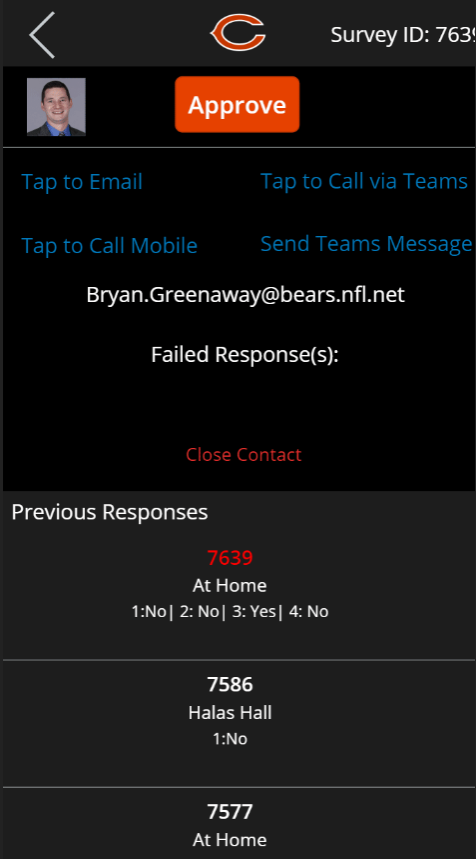 Survey ID: 7639
Approve
Tap to Email
Tap to Call via Teams
Tap to Call Mobile
Send Teams Message
Bryan.Greenaway@bears.nfl.net
Failed Response(s):
Close Contact
Previous Responses
7639
At Home
1:No| 2: No| 3: Yes| 4: No
7586
Halas Hall
1:No
7577
At Home